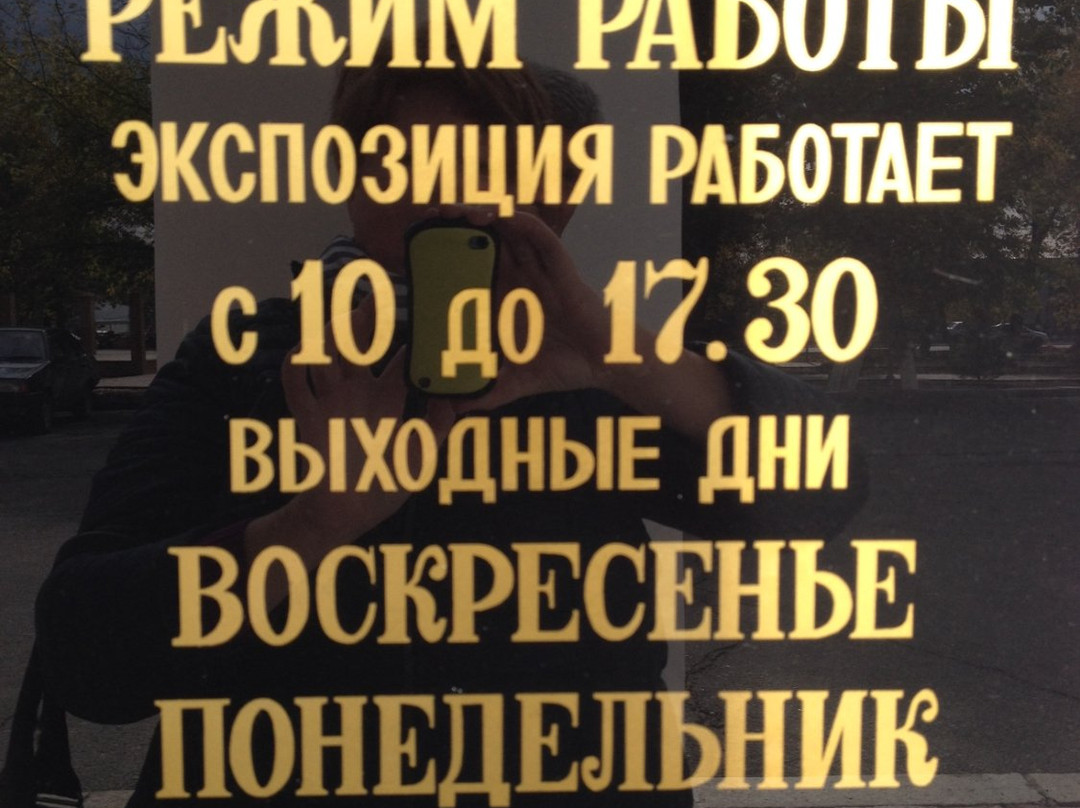 РЕЖИМ РАБОТЫ
ЭКСПОЗИЦИЯ РАБОТАЕТ
с 10 до 17.30
ВЫХОДНЫЕ ДНИ
ВОСКРЕСЕНЬЕ
ПОНЕДЕЛЬНИК